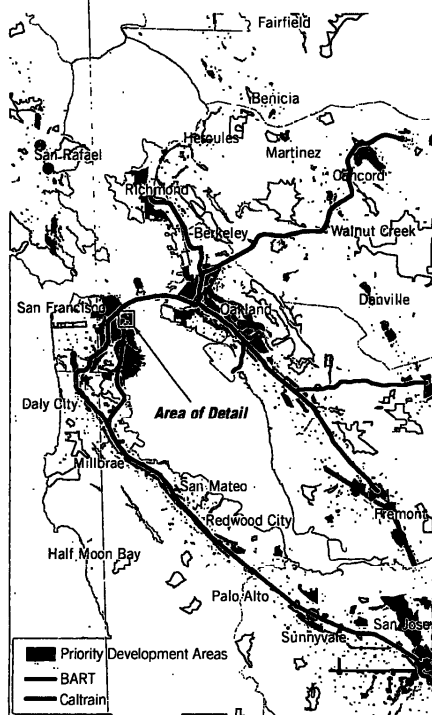 Fairfield
Benicia
Hercules
Martinez
San Rafael
Concord
Richmond
Berkeley
Walnut Creek
San Francisco
Oakland
Danville
Area of Detail
Daly City
Millbrae
San Mateo
Fremont
Redwood City
Half Moon Bay
Palo Alto
San Jose
Sunnyvale
Priority Development Areas
BART
Caltrain